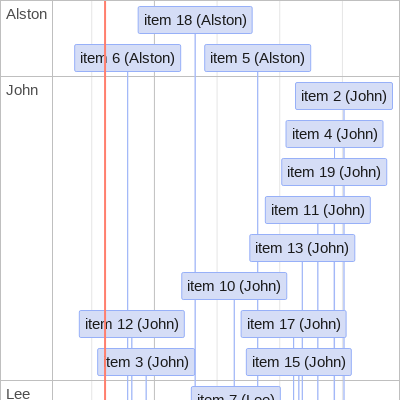 Alston
item 18 (Alston)
item 6 (Alston)
item 5 (Alston)
John
item 2 (John)
item 4 (John)
item 19 (John)
item 11 (John)
item 13 (John)
item 10 (John)
item 12 (John)
item 17 (John)
item 3 (John)
item 15 (John)
Lee
item 7 (Lee)